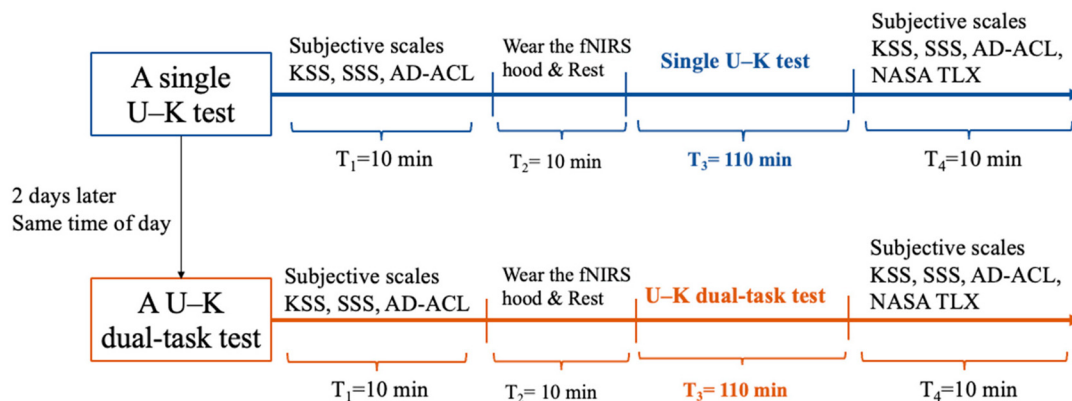 A single
U–K test
Subjective scales
KSS, SSS, AD-ACL
Wear the fNIRS
hood & Rest
Single U–K test
Subjective scales
KSS, SSS, AD-ACL,
NASA TLX
T₁=10 min
T₂= 10 min
T₃= 110 min
T₄=10 min
2 days later
Same time of day
A U–K
dual-task test
Subjective scales
KSS, SSS, AD-ACL
Wear the fNIRS
hood & Rest
U–K dual-task test
Subjective scales
KSS, SSS, AD-ACL,
NASA TLX
T₁=10 min
T₂= 10 min
T₃= 110 min
T₄=10 min